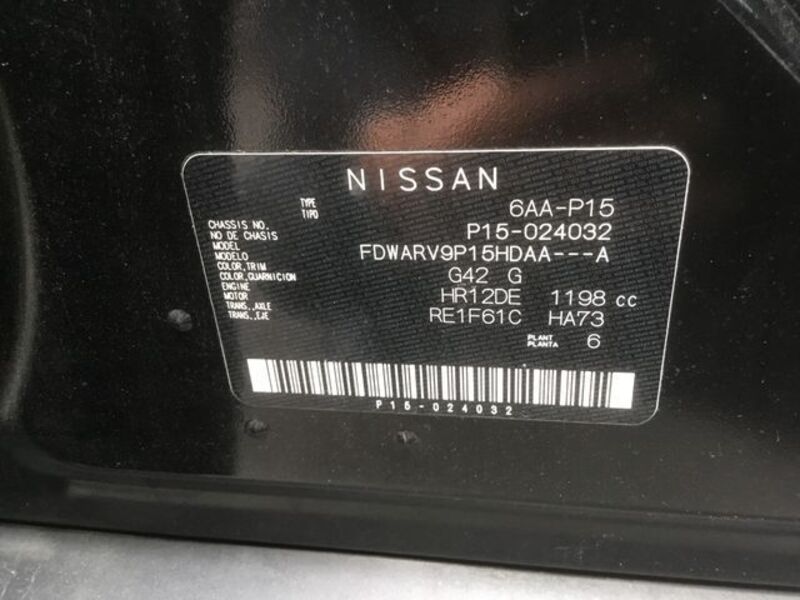 NISSAN
TYPE
TIPO 6AA-P15
CHASSIS NO.
NO DE CHASIS P15-024032
MODEL
MODELO FDWARV9P15HDAA---A
COLOR,TRIM
COLOR,GUARNICION G42 G
ENGINE
MOTOR HR12DE 1198 cc
TRANS.,AXLE
TRANS.,EJE RE1F61C HA73
PLANT
PLANTA 6
P15-024032